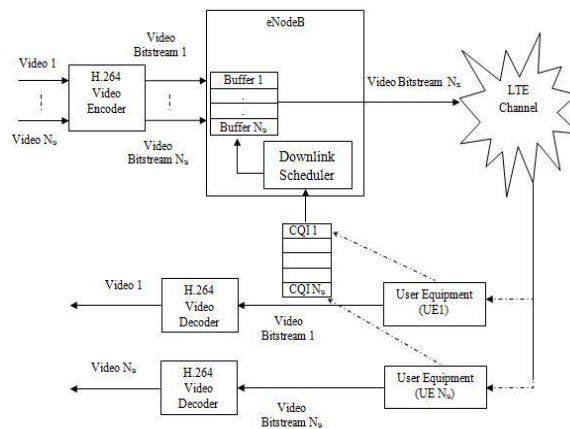 eNodeB
Video
Bitstream 1
Video 1
H.264
Video
Encoder
Buffer 1
Video Bitstream Nx
LTE
Channel
Buffer Nu
Video Nu
Video
Bitstream Nu
Downlink
Scheduler
CQI 1
CQI Nu
Video 1
H.264
Video
Decoder
Video
Bitstream 1
User Equipment
(UE1)
Video Nu
H.264
Video
Decoder
Video
Bitstream Nu
User Equipment
(UE Nu)